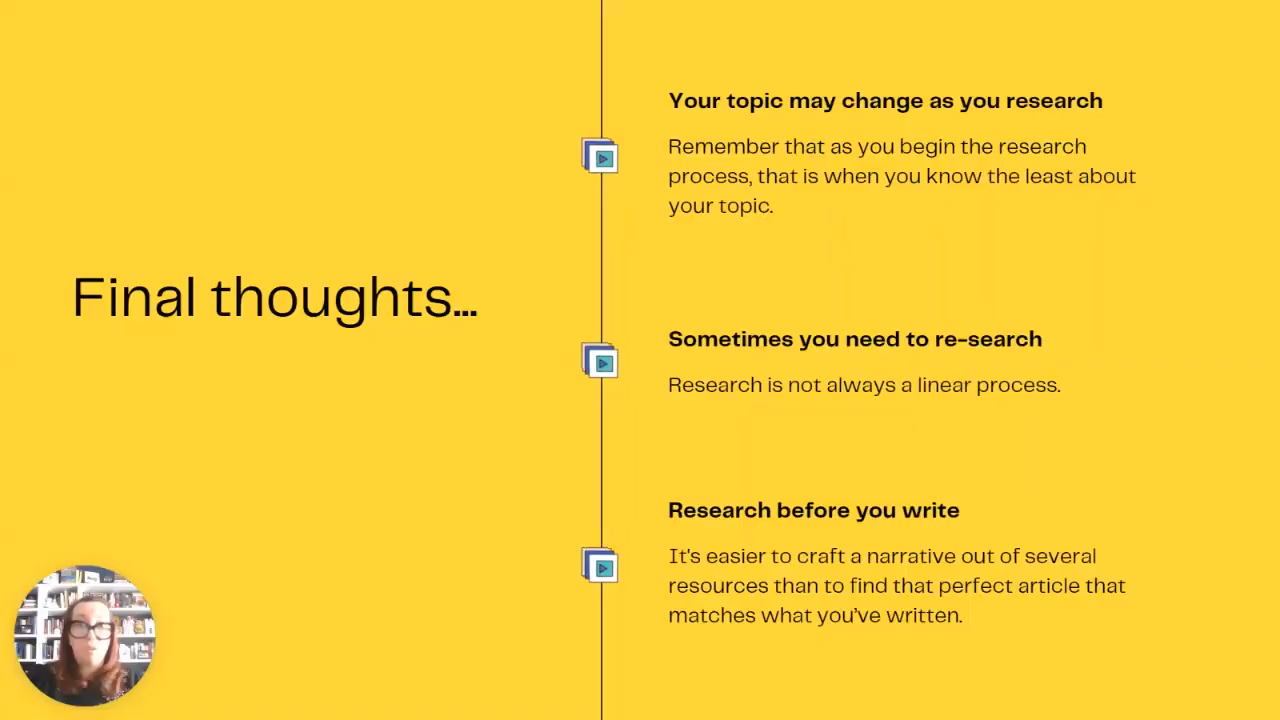 Final thoughts...
Your topic may change as you research
Remember that as you begin the research
process, that is when you know the least about
your topic.
Sometimes you need to re-search
Research is not always a linear process.
Research before you write
It's easier to craft a narrative out of several
resources than to find that perfect article that
matches what you’ve written.